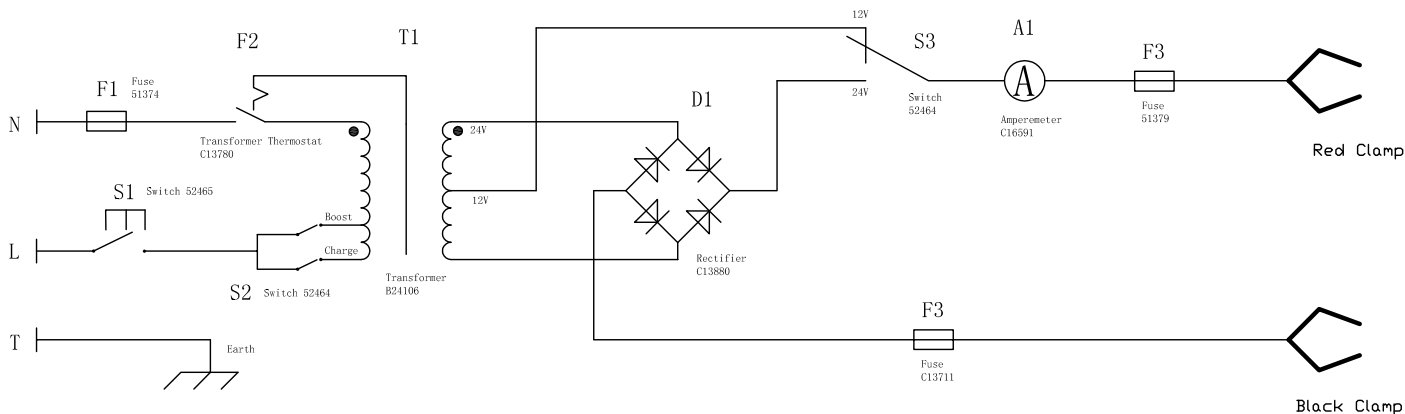 12V
S3
A1
F2
T1
F3
F1
Fuse
51374
D1
24V
Switch
52464
Fuse
51379
Amperemeter
C16591
A
N
24V
Transformer Thermostat
C13780
Red Clamp
S1
Switch 52465
12V
Boost
L
Charge
Rectifier
C13880
Transformer
B24106
S2
Switch 52464
F3
T
Earth
Fuse
C13711
Black Clamp